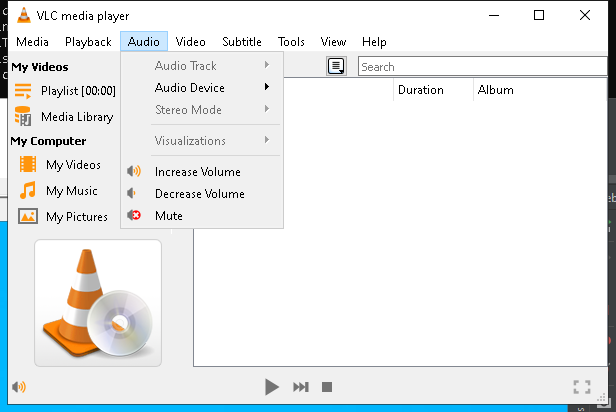 VLC media player
Media Playback Audio Video Subtitle Tools View Help
My Videos
Playlist [00:00]
Media Library
My Computer
My Videos
My Music
My Pictures
Audio Track
Audio Device
Stereo Mode
Visualizations
Increase Volume
Decrease Volume
Mute
Search
Duration Album